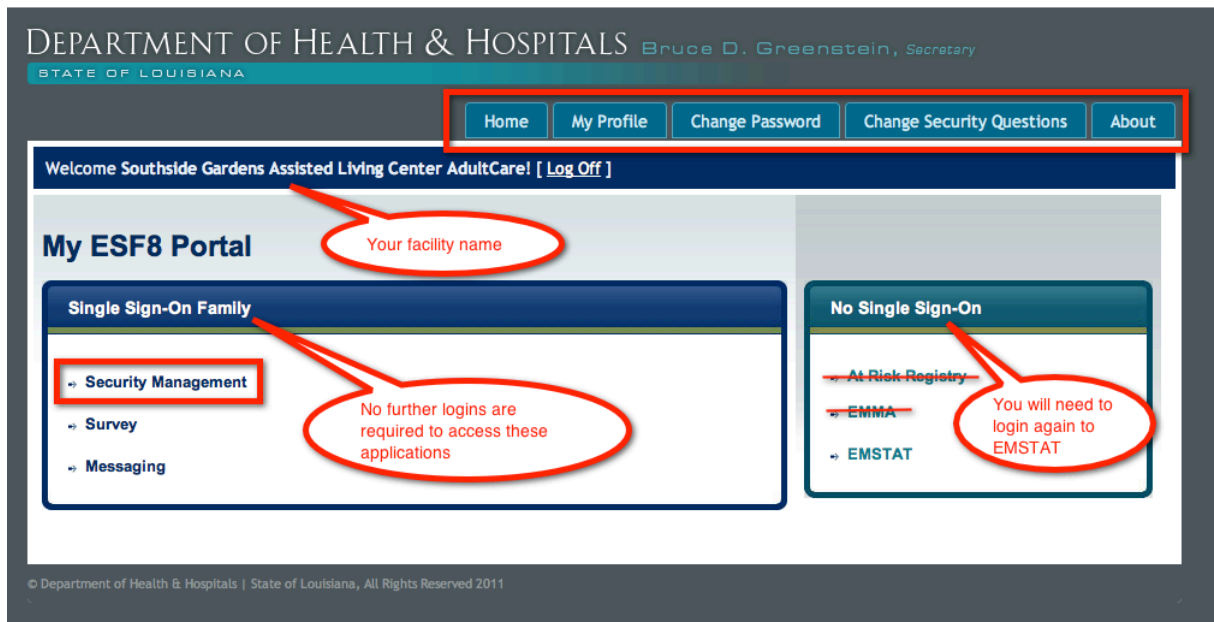 DEPARTMENT OF HEALTH & HOSPITALS Bruce D. Greenstein, Secretary
STATE OF LOUISIANA
Home My Profile Change Password Change Security Questions About
Welcome Southside Gardens Assisted Living Center AdultCare! [ Log Off ]
Your facility name
My ESF8 Portal
Single Sign-On Family
Security Management
Survey
Messaging
No further logins are
required to access these
applications
No Single Sign-On
At Risk Registry
EMMA
EMSTAT
You will need to
login again to
EMSTAT
© Department of Health & Hospitals | State of Louisiana, All Rights Reserved 2011